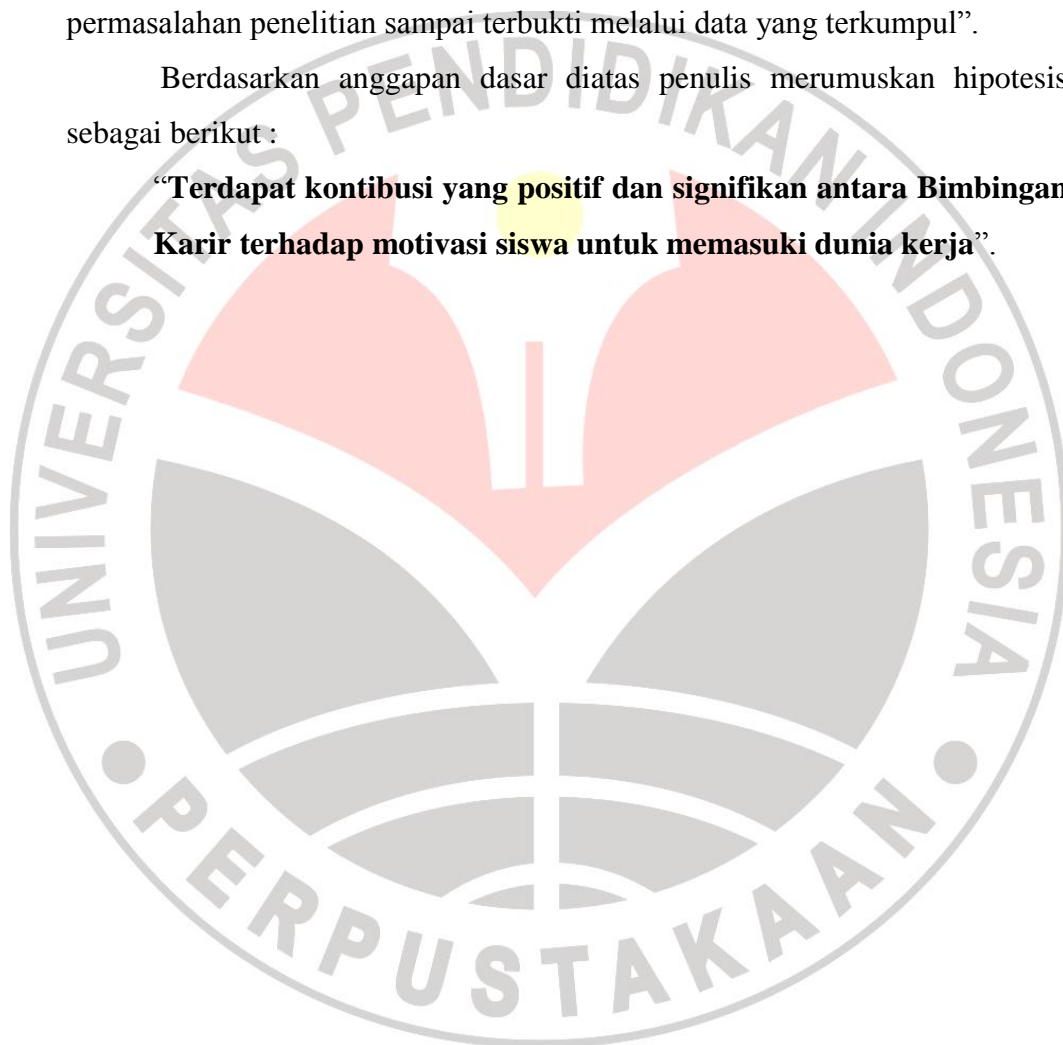 permasalahan penelitian sampai terbukti melalui data yang terkumpul”.
Berdasarkan anggapan dasar diatas penulis merumuskan hipotesis
sebagai berikut :
“Terdapat kontibusi yang positif dan signifikan antara Bimbingan
Karir terhadap motivasi siswa untuk memasuki dunia kerja”.
UNIVERSITAS PENDIDIKAN INDONESIA
PERPUSTAKAAN